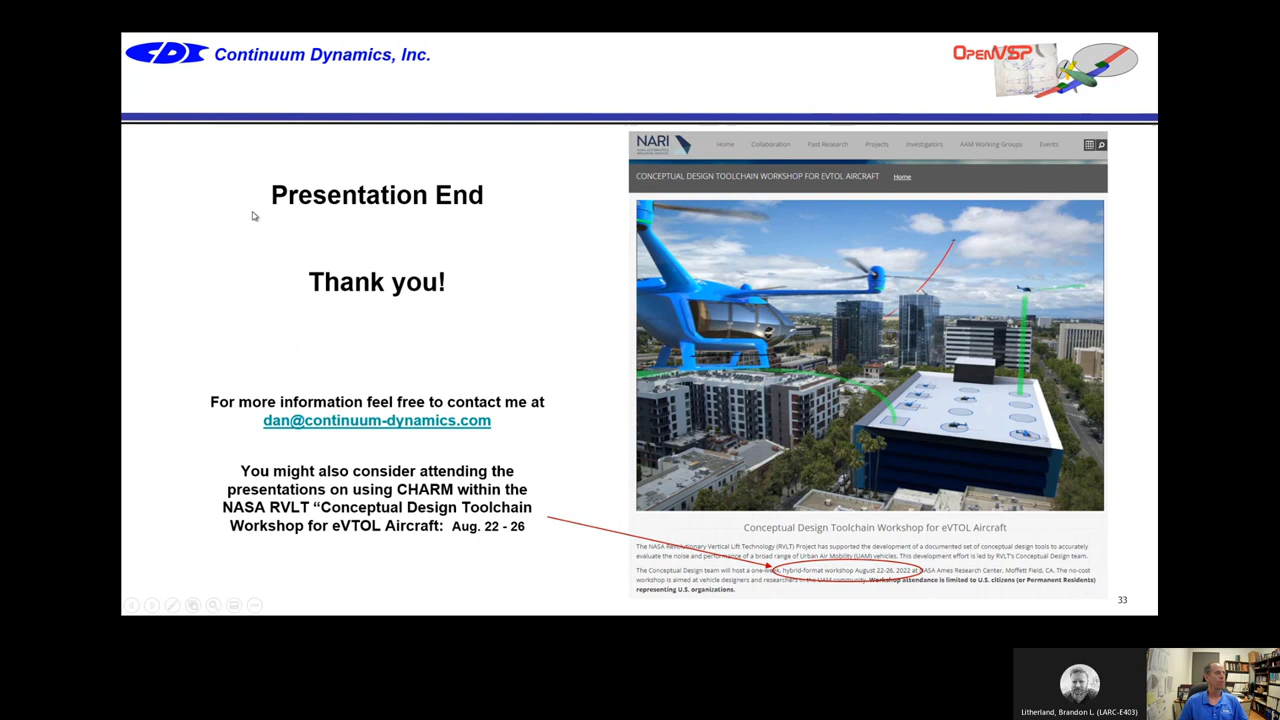 CDI Continuum Dynamics, Inc.
OpenVSP
Presentation End
Thank you!
For more information feel free to contact me at
dan@continuum-dynamics.com
You might also consider attending the
presentations on using CHARM within the
NASA RVLT “Conceptual Design Toolchain
Workshop for eVTOL Aircraft: Aug. 22 - 26
NARI
Home Collaboration Past Research Projects Investigators AAM Working Groups Events
CONCEPTUAL DESIGN TOOLCHAIN WORKSHOP FOR EVTOL AIRCRAFT Home
Conceptual Design Toolchain Workshop for eVTOL Aircraft
The NASA Revolutionary Vertical Lift Technology (RVLT) Project has supported the development of a documented set of conceptual design tools to accurately
evaluate the noise and performance of a broad range of Urban Air Mobility (UAM) vehicles. This development effort is led by RVLT's Conceptual Design team.
The Conceptual Design team will host a one-week, hybrid-format workshop August 22-26, 2022 at NASA Ames Research Center, Moffett Field, CA. The no-cost
workshop is aimed at vehicle designers and researchers in the UAM community. Workshop attendance is limited to U.S. citizens (or Permanent Residents)
representing U.S. organizations.
33
Litherland, Brandon L. (LARC-E403)